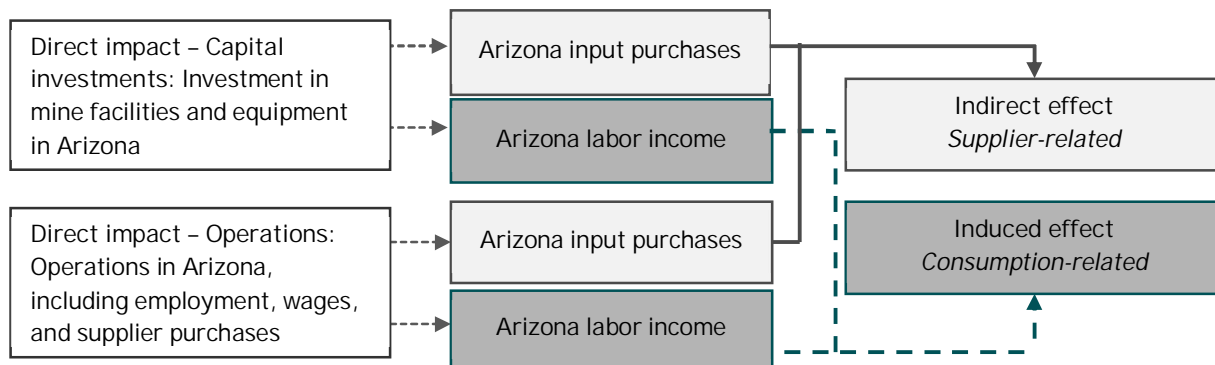 Direct impact – Capital
investments: Investment in
mine facilities and equipment
in Arizona
Arizona input purchases
Arizona labor income
Indirect effect
Supplier-related
Direct impact – Operations:
Operations in Arizona,
including employment, wages,
and supplier purchases
Arizona input purchases
Arizona labor income
Induced effect
Consumption-related